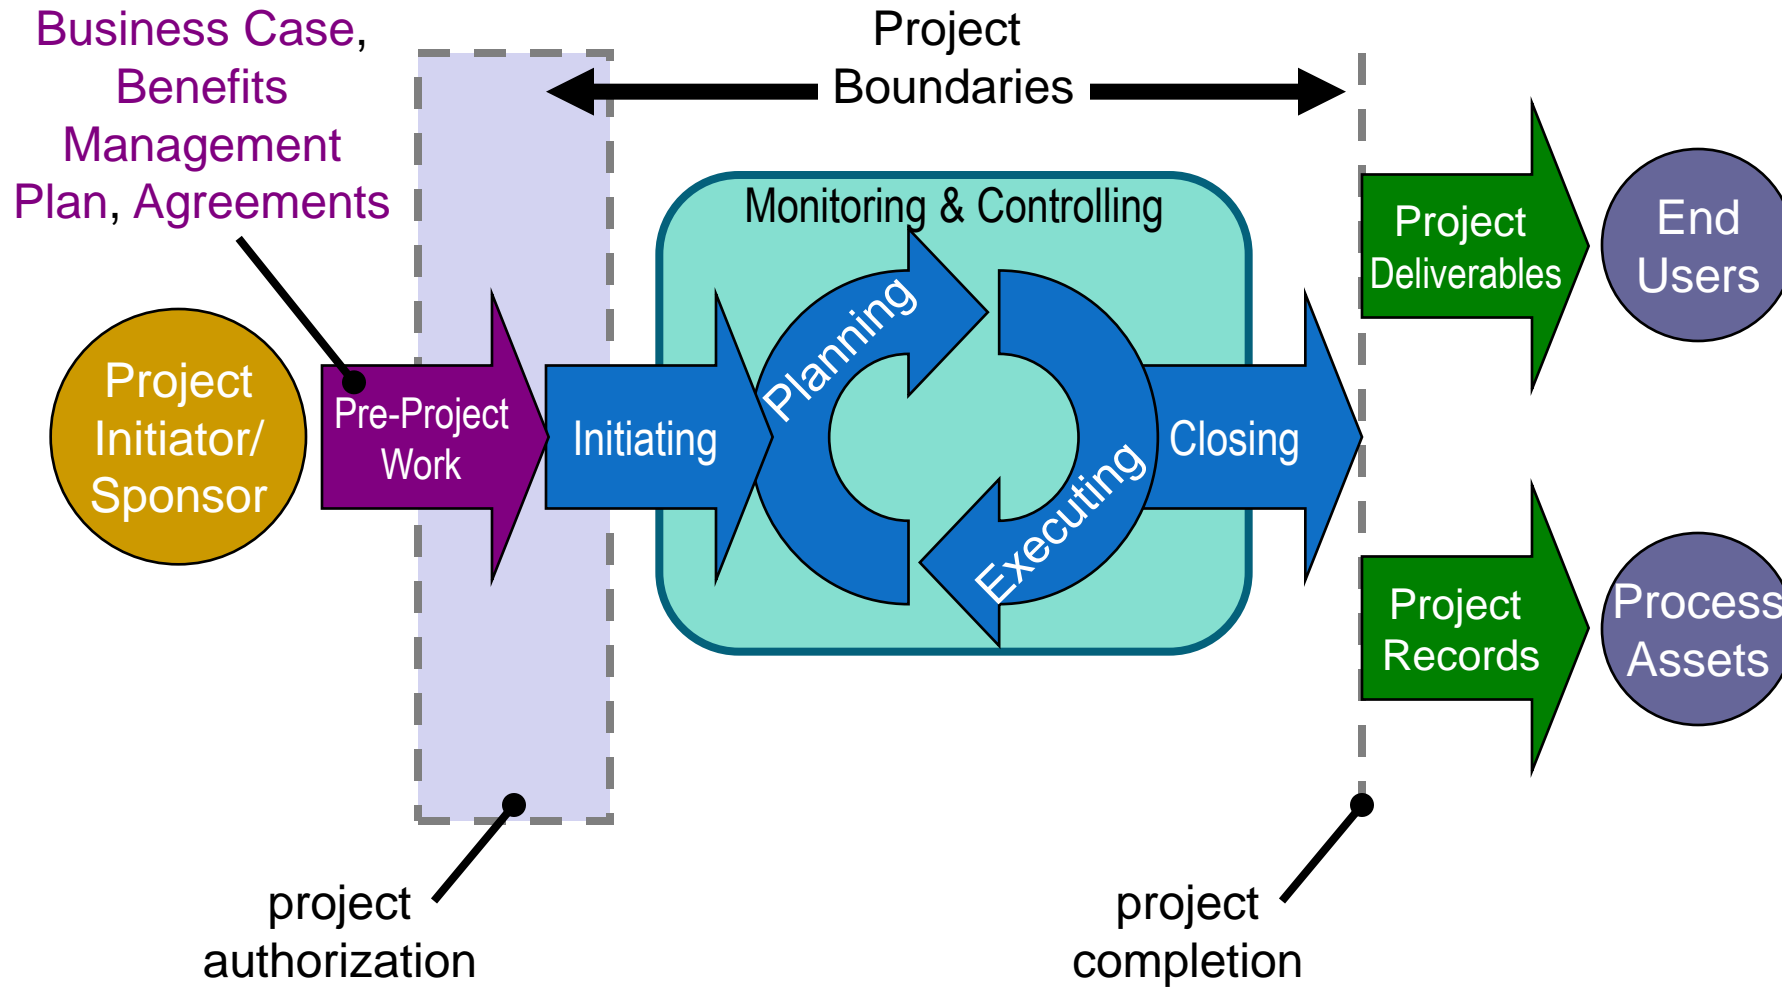 Business Case,
Benefits
Management
Plan, Agreements
Project
Boundaries
Monitoring & Controlling
Project
Initiator/
Sponsor
Pre-Project
Work
Initiating
Planning
Executing
Closing
Project
Deliverables
End
Users
Project
Records
Process
Assets
project
authorization
project
completion